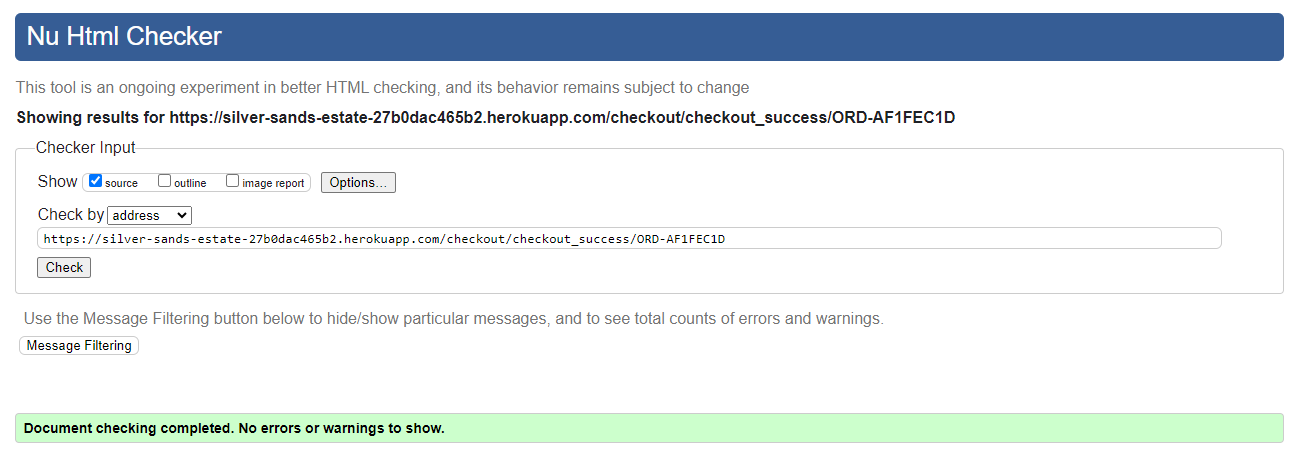 Nu Html Checker
This tool is an ongoing experiment in better HTML checking, and its behavior remains subject to change
Showing results for https://silver-sands-estate-27b0dac465b2.herokuapp.com/checkout/checkout_success/ORD-AF1FEC1D
Checker Input
Show source outline image report Options...
Check by address
https://silver-sands-estate-27b0dac465b2.herokuapp.com/checkout/checkout_success/ORD-AF1FEC1D
Check
Use the Message Filtering button below to hide/show particular messages, and to see total counts of errors and warnings.
Message Filtering
Document checking completed. No errors or warnings to show.